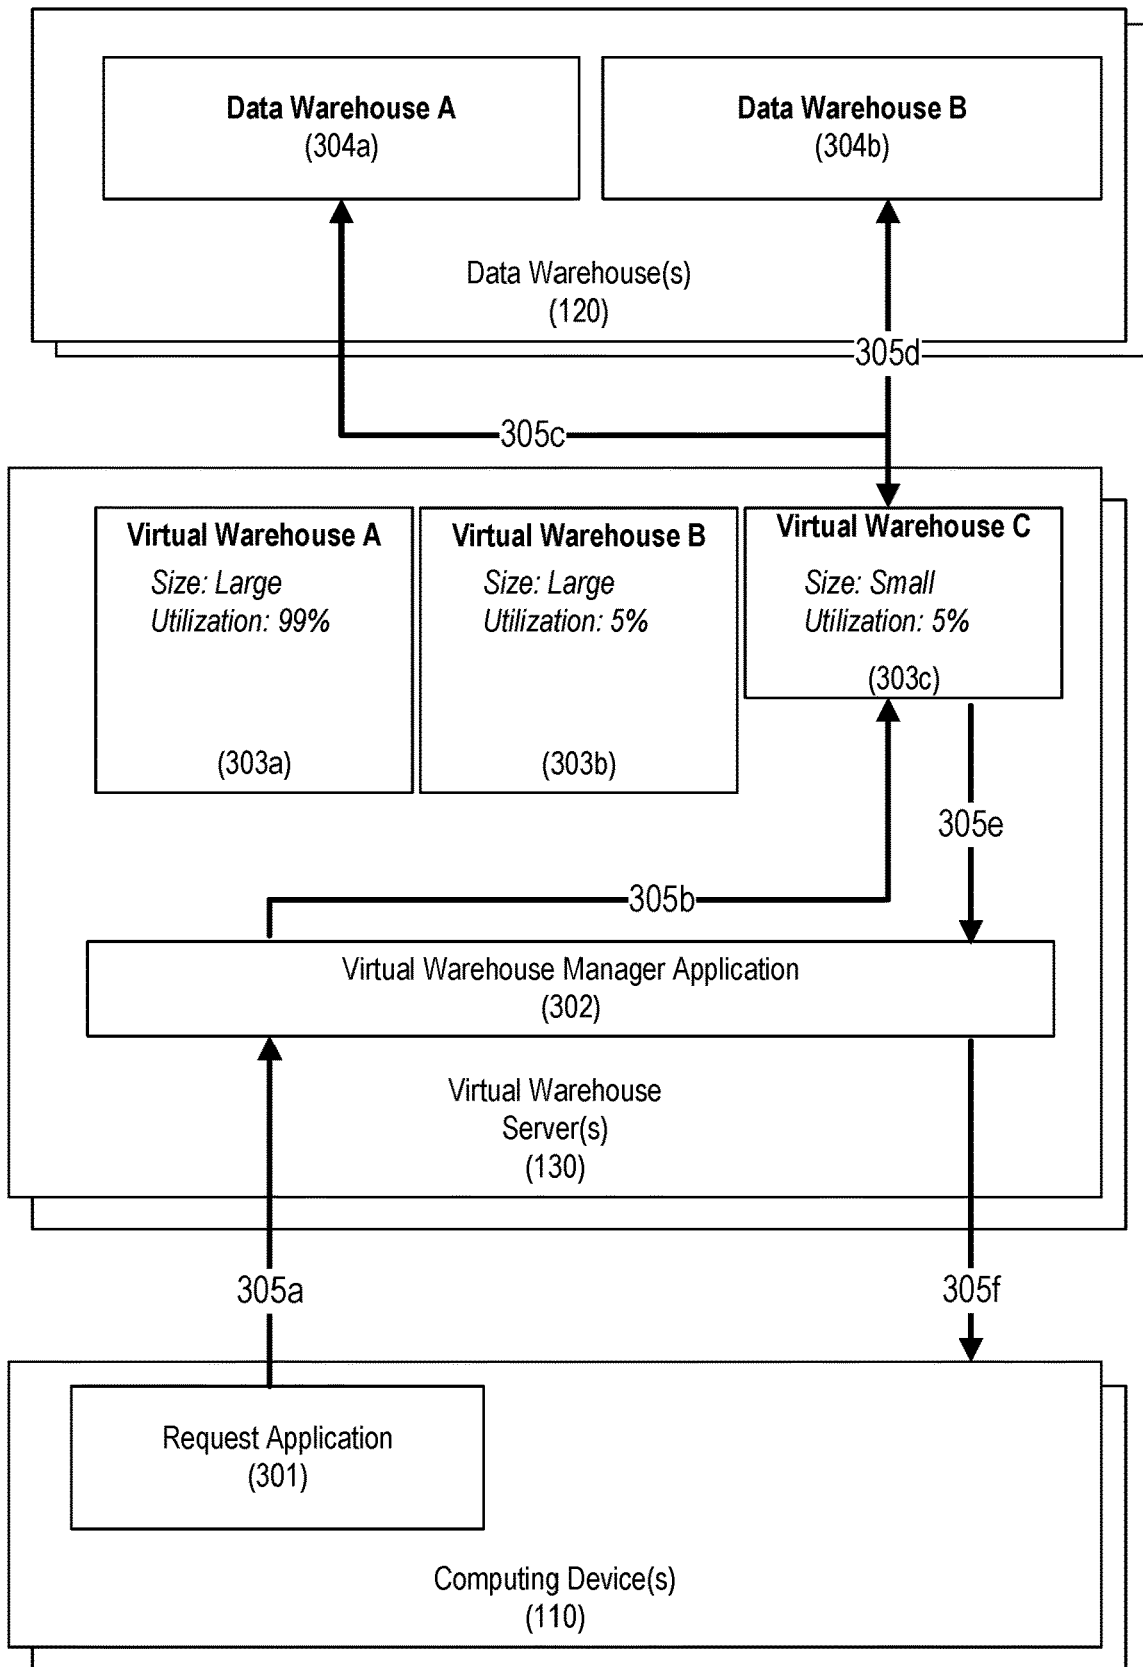 Data Warehouse A
(304a)
Data Warehouse B
(304b)
Data Warehouse(s)
(120)
305d
305c
Virtual Warehouse A
Size: Large
Utilization: 99%
(303a)
Virtual Warehouse B
Size: Large
Utilization: 5%
(303b)
Virtual Warehouse C
Size: Small
Utilization: 5%
(303c)
305e
305b
Virtual Warehouse Manager Application
(302)
Virtual Warehouse
Server(s)
(130)
305a
305f
Request Application
(301)
Computing Device(s)
(110)